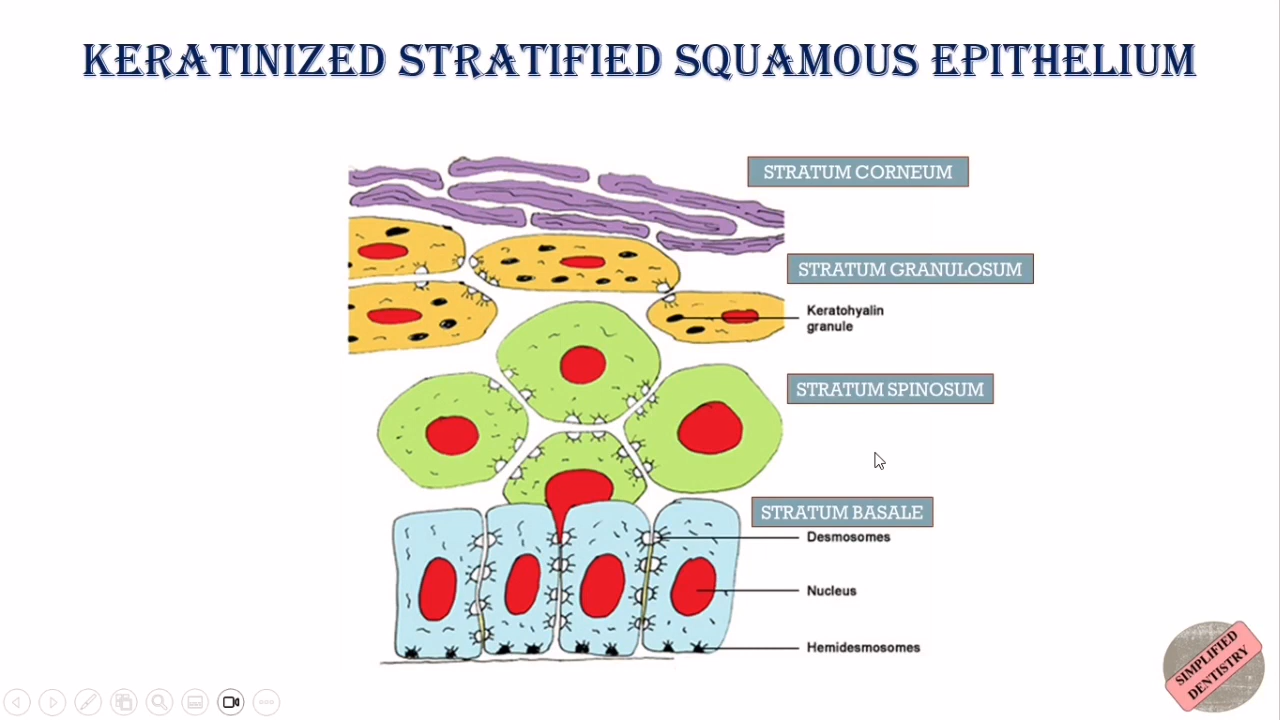 KERATINIZED STRATIFIED SQUAMOUS EPITHELIUM
STRATUM CORNEUM
STRATUM GRANULOSUM
Keratohyalin
granule
STRATUM SPINOSUM
STRATUM BASALE
Desmosomes
Nucleus
Hemidesmosomes
SIMPLIFIED
DENTISTRY